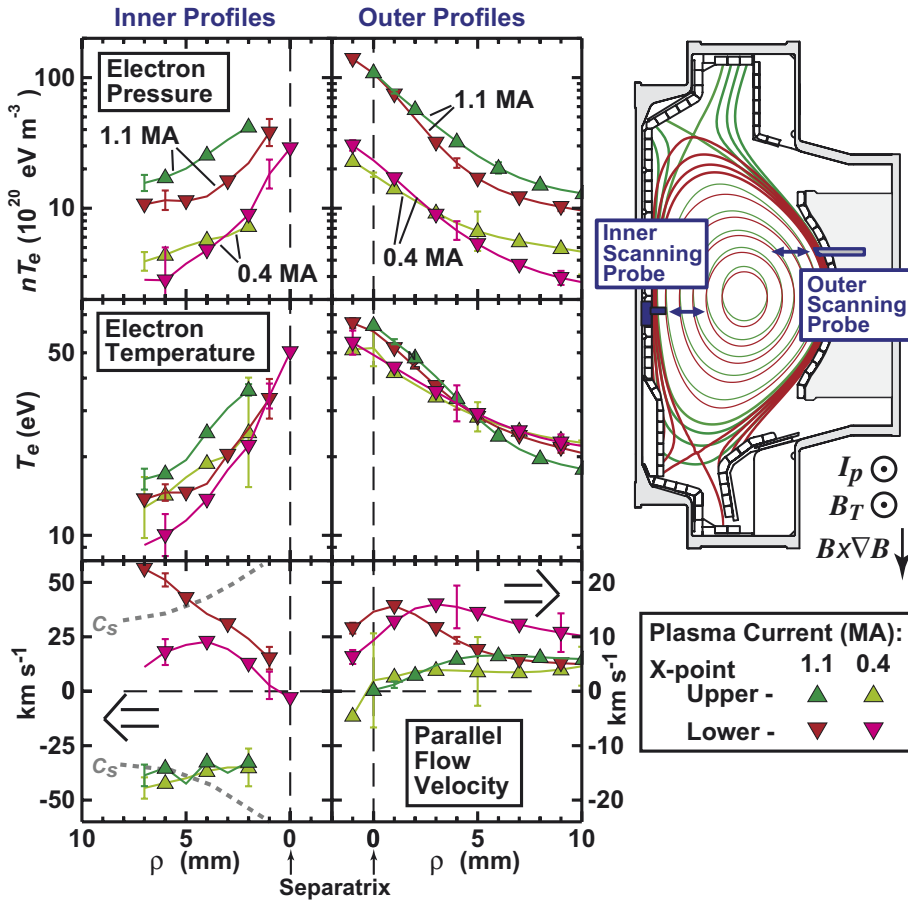 Inner Profiles
Outer Profiles
Electron
Pressure
1.1 MA
0.4 MA
1.1 MA
0.4 MA
100
10
nTe (10^20 eV m^-3)
Electron
Temperature
50
20
10
Te (eV)
50
25
0
-25
-50
km s^-1
Cs
Cs
20
10
0
-10
-20
km s^-1
Parallel
Flow
Velocity
10 5 0
0 5 10
ρ (mm)
ρ (mm)
Separatrix
Inner
Scanning
Probe
Outer
Scanning
Probe
Ip
BT
Bx∇B
Plasma Current (MA):
X-point 1.1 0.4
Upper -
Lower -